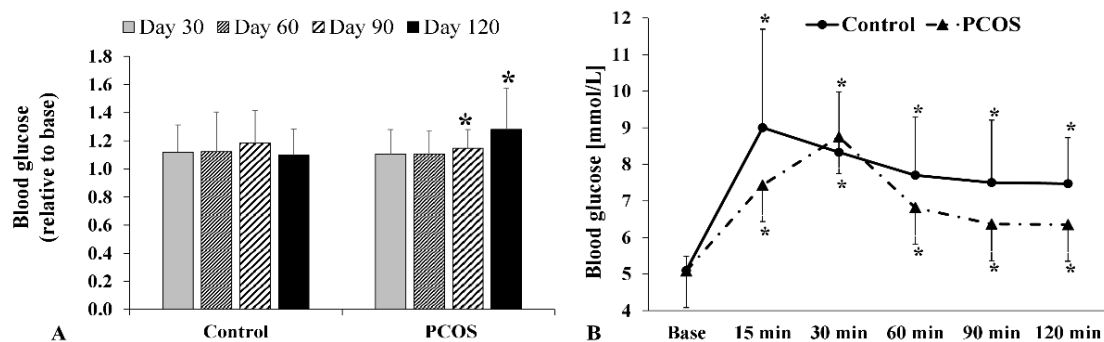 Day 30 Day 60 Day 90 Day 120
Blood glucose
(relative to base)
1.8
1.6
1.4
1.2
1.0
0.8
0.6
0.4
0.2
0.0
*
*
Control PCOS
A
Control PCOS
Blood glucose [mmol/L]
12
11
10
9
8
7
6
5
4
* * * * *
* * * * *
Base 15 min 30 min 60 min 90 min 120 min
B